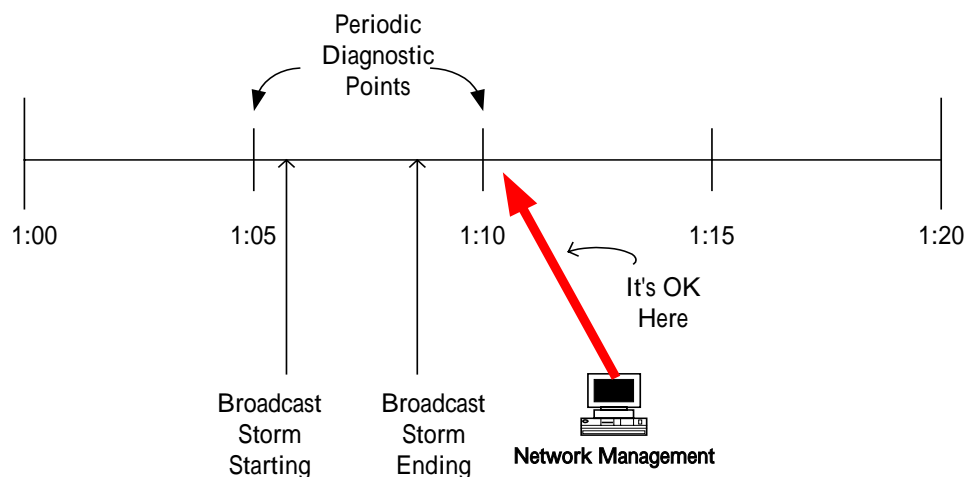 Periodic
Diagnostic
Points
1:00
1:05
1:10
1:15
1:20
It's OK
Here
Broadcast
Storm
Starting
Broadcast
Storm
Ending
Network Management